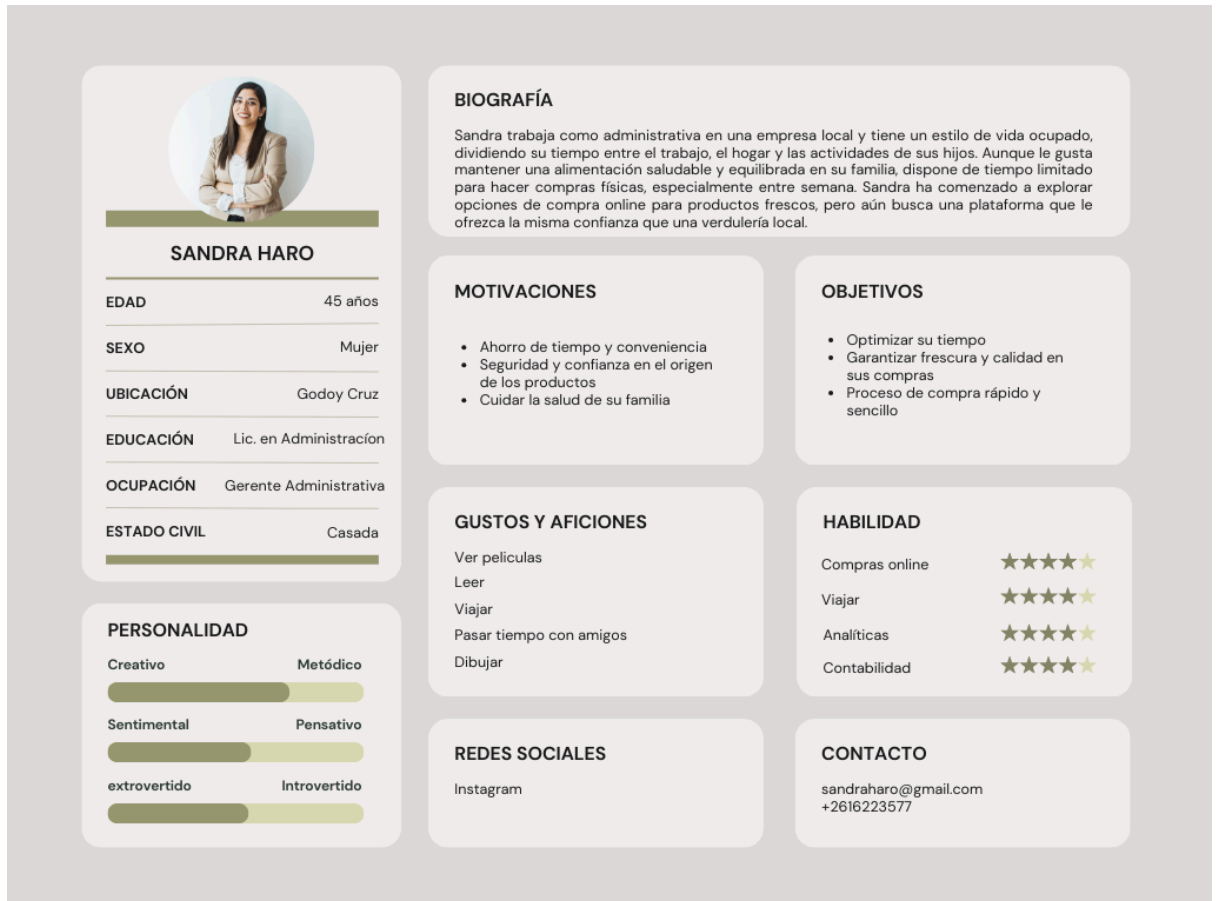 SANDRA HARO
EDAD 45 años
SEXO Mujer
UBICACIÓN Godoy Cruz
EDUCACIÓN Lic. en Administracíon
OCUPACIÓN Gerente Administrativa
ESTADO CIVIL Casada
PERSONALIDAD
Creativo Metódico
Sentimental Pensativo
extrovertido Introvertido
BIOGRAFÍA
Sandra trabaja como administrativa en una empresa local y tiene un estilo de vida ocupado,
dividiendo su tiempo entre el trabajo, el hogar y las actividades de sus hijos. Aunque le gusta
mantener una alimentación saludable y equilibrada en su familia, dispone de tiempo limitado
para hacer compras físicas, especialmente entre semana. Sandra ha comenzado a explorar
opciones de compra online para productos frescos, pero aún busca una plataforma que le
ofrezca la misma confianza que una verdulería local.
MOTIVACIONES
• Ahorro de tiempo y conveniencia
• Seguridad y confianza en el origen
de los productos
• Cuidar la salud de su familia
OBJETIVOS
• Optimizar su tiempo
• Garantizar frescura y calidad en
sus compras
• Proceso de compra rápido y
sencillo
GUSTOS Y AFICIONES
Ver peliculas
Leer
Viajar
Pasar tiempo con amigos
Dibujar
HABILIDAD
Compras online
Viajar
Analíticas
Contabilidad
REDES SOCIALES
Instagram
CONTACTO
sandraharo@gmail.com
+2616223577